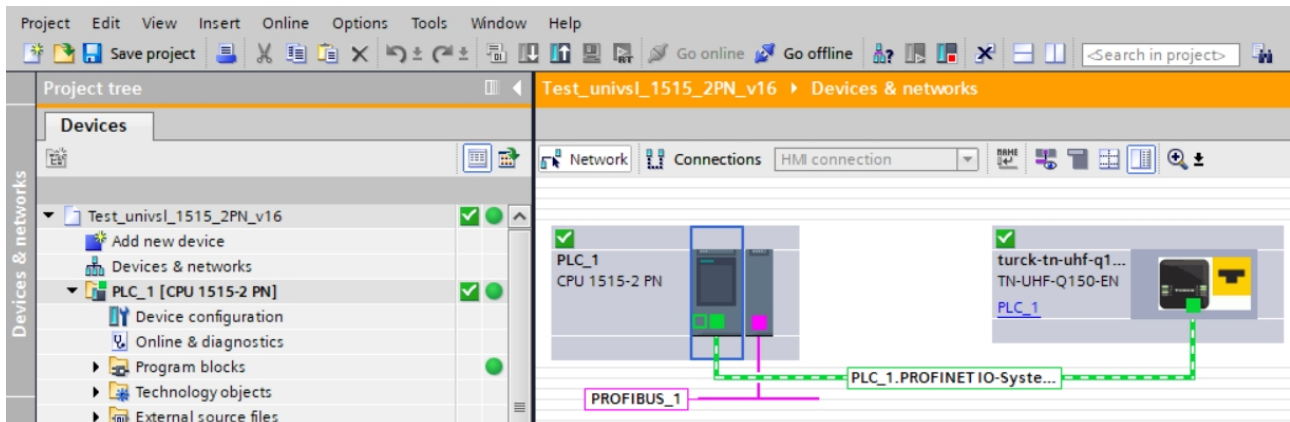 Project Edit View Insert Online Options Tools Window Help
Save project Go online Go offline <Search in project>
Project tree
Test_univsl_1515_2PN_v16 Devices & networks
Devices
Network Connections HMI connection
Devices & networks
Test_univsl_1515_2PN_v16
Add new device
Devices & networks
PLC_1 [CPU 1515-2 PN]
Device configuration
Online & diagnostics
Program blocks
Technology objects
External source files
PLC_1
CPU 1515-2 PN
turck-tn-uhf-q1...
TN-UHF-Q150-EN
PLC_1
PLC_1.PROFINET IO-Syste...
PROFIBUS_1